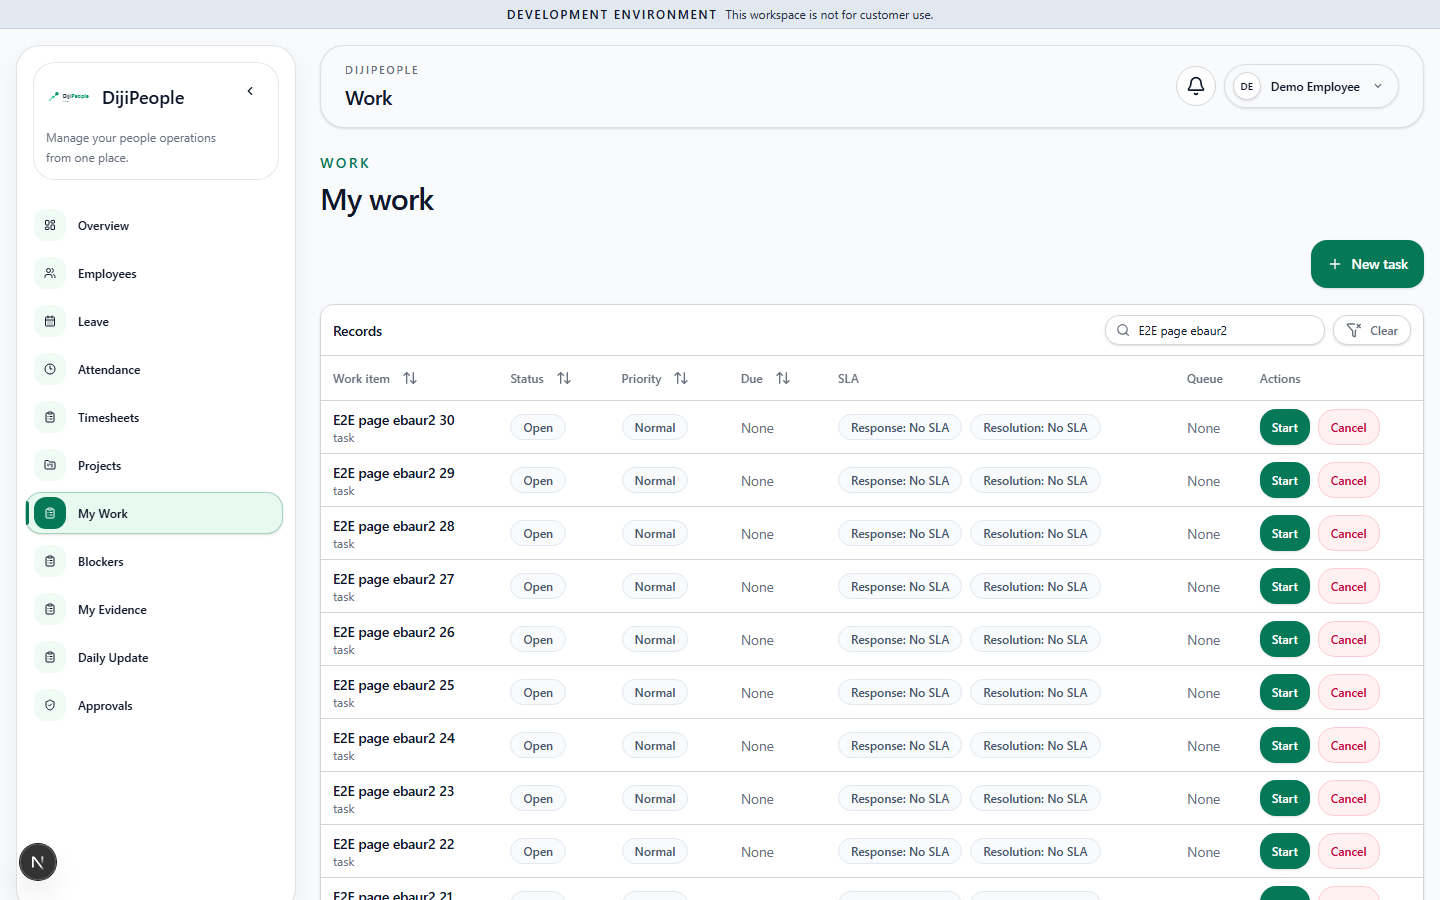 DEVELOPMENT ENVIRONMENT This workspace is not for customer use.
DijiPeople
DijiPeople
Manage your people operations
from one place.
Overview
Employees
Leave
Attendance
Timesheets
Projects
My Work
Blockers
My Evidence
Daily Update
Approvals
N
DIJIPEOPLE
Work
DE Demo Employee
WORK
My work
+ New task
Records E2E page ebaur2 Clear
Work item Status Priority Due SLA Queue Actions
E2E page ebaur2 30
task
Open Normal None Response: No SLA Resolution: No SLA None Start Cancel
E2E page ebaur2 29
task
Open Normal None Response: No SLA Resolution: No SLA None Start Cancel
E2E page ebaur2 28
task
Open Normal None Response: No SLA Resolution: No SLA None Start Cancel
E2E page ebaur2 27
task
Open Normal None Response: No SLA Resolution: No SLA None Start Cancel
E2E page ebaur2 26
task
Open Normal None Response: No SLA Resolution: No SLA None Start Cancel
E2E page ebaur2 25
task
Open Normal None Response: No SLA Resolution: No SLA None Start Cancel
E2E page ebaur2 24
task
Open Normal None Response: No SLA Resolution: No SLA None Start Cancel
E2E page ebaur2 23
task
Open Normal None Response: No SLA Resolution: No SLA None Start Cancel
E2E page ebaur2 22
task
Open Normal None Response: No SLA Resolution: No SLA None Start Cancel
E2E page ebaur2 21